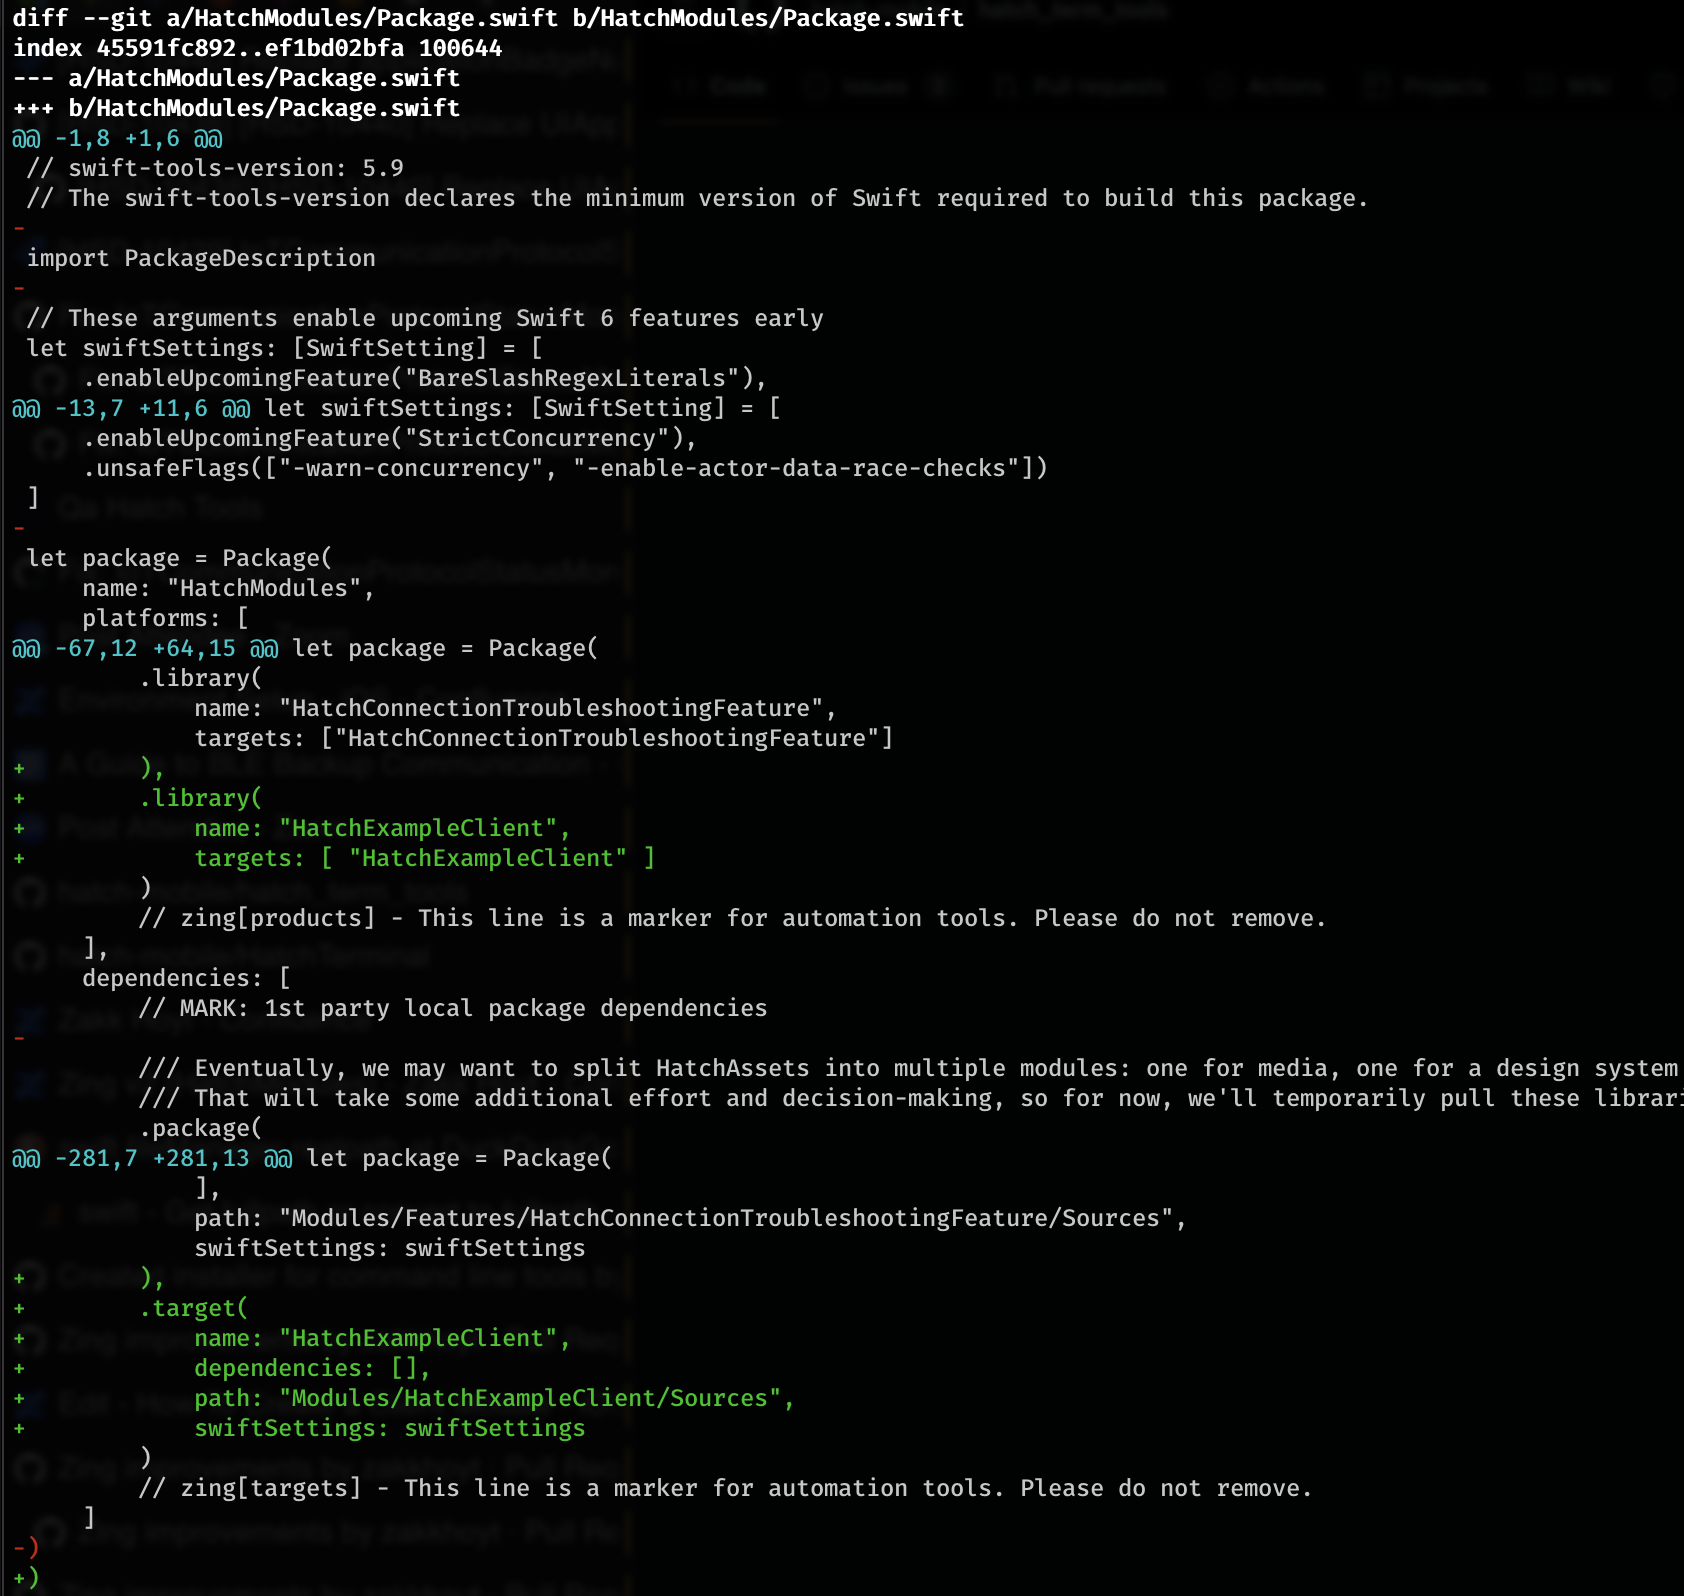 diff --git a/HatchModules/Package.swift b/HatchModules/Package.swift
index 45591fc892..ef1bd02bfa 100644
--- a/HatchModules/Package.swift
+++ b/HatchModules/Package.swift
@@ -1,8 +1,6 @@
 // swift-tools-version: 5.9
 // The swift-tools-version declares the minimum version of Swift required to build this package.
-
 import PackageDescription
-
 // These arguments enable upcoming Swift 6 features early
 let swiftSettings: [SwiftSetting] = [
     .enableUpcomingFeature("BareSlashRegexLiterals"),
@@ -13,7 +11,6 @@ let swiftSettings: [SwiftSetting] = [
     .enableUpcomingFeature("StrictConcurrency"),
     .unsafeFlags(["-warn-concurrency", "-enable-actor-data-race-checks"])
 ]
-
 let package = Package(
     name: "HatchModules",
     platforms: [
@@ -67,12 +64,15 @@ let package = Package(
         .library(
             name: "HatchConnectionTroubleshootingFeature",
             targets: ["HatchConnectionTroubleshootingFeature"]
+        ),
+        .library(
+            name: "HatchExampleClient",
+            targets: [ "HatchExampleClient" ]
         )
         // zing[products] - This line is a marker for automation tools. Please do not remove.
     ],
     dependencies: [
         // MARK: 1st party local package dependencies
-
         /// Eventually, we may want to split HatchAssets into multiple modules: one for media, one for a design system
         /// That will take some additional effort and decision-making, so for now, we'll temporarily pull these librari
         .package(
@@ -281,7 +281,13 @@ let package = Package(
             ],
             path: "Modules/Features/HatchConnectionTroubleshootingFeature/Sources",
             swiftSettings: swiftSettings
+        ),
+        .target(
+            name: "HatchExampleClient",
+            dependencies: [],
+            path: "Modules/HatchExampleClient/Sources",
+            swiftSettings: swiftSettings
         )
         // zing[targets] - This line is a marker for automation tools. Please do not remove.
     ]
-)
+)